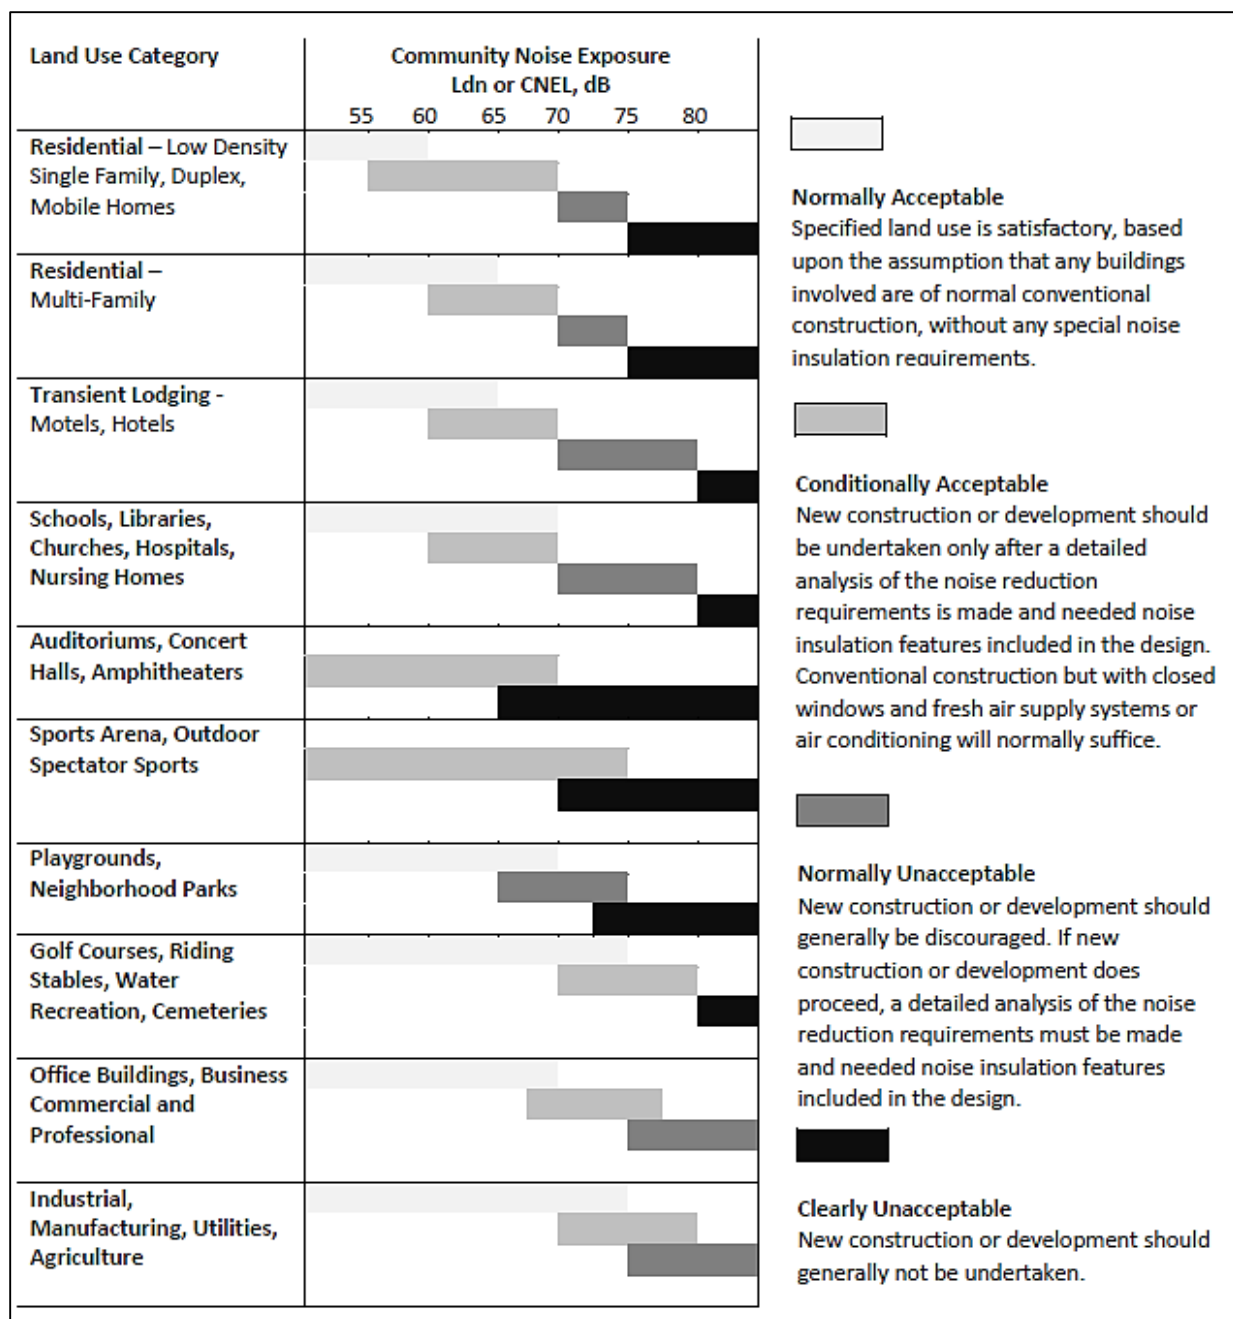 Land Use Category
Community Noise Exposure
Ldn or CNEL, dB
55 60 65 70 75 80
Residential – Low Density
Single Family, Duplex,
Mobile Homes
Residential –
Multi-Family
Transient Lodging -
Motels, Hotels
Schools, Libraries,
Churches, Hospitals,
Nursing Homes
Auditoriums, Concert
Halls, Amphitheaters
Sports Arena, Outdoor
Spectator Sports
Playgrounds,
Neighborhood Parks
Golf Courses, Riding
Stables, Water
Recreation, Cemeteries
Office Buildings, Business
Commercial and
Professional
Industrial,
Manufacturing, Utilities,
Agriculture
Normally Acceptable
Specified land use is satisfactory, based
upon the assumption that any buildings
involved are of normal conventional
construction, without any special noise
insulation requirements.
Conditionally Acceptable
New construction or development should
be undertaken only after a detailed
analysis of the noise reduction
requirements is made and needed noise
insulation features included in the design.
Conventional construction but with closed
windows and fresh air supply systems or
air conditioning will normally suffice.
Normally Unacceptable
New construction or development should
generally be discouraged. If new
construction or development does
proceed, a detailed analysis of the noise
reduction requirements must be made
and needed noise insulation features
included in the design.
Clearly Unacceptable
New construction or development should
generally not be undertaken.